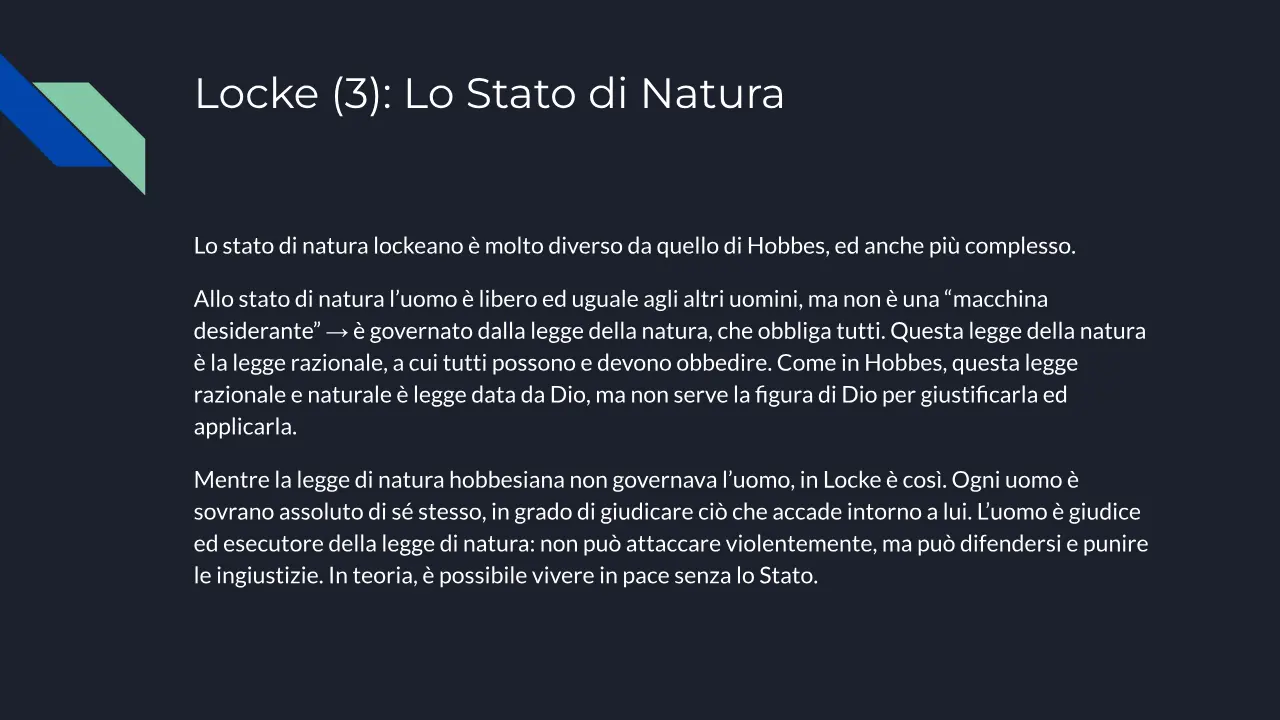 Locke (3): Lo Stato di Natura
Lo stato di natura lockeano è molto diverso da quello di Hobbes, ed anche più complesso.
Allo stato di natura l’uomo è libero ed uguale agli altri uomini, ma non è una “macchina
desiderante” → è governato dalla legge della natura, che obbliga tutti. Questa legge della natura
è la legge razionale, a cui tutti possono e devono obbedire. Come in Hobbes, questa legge
razionale e naturale è legge data da Dio, ma non serve la figura di Dio per giustificarla ed
applicarla.
Mentre la legge di natura hobbesiana non governava l’uomo, in Locke è così. Ogni uomo è
sovrano assoluto di sé stesso, in grado di giudicare ciò che accade intorno a lui. L’uomo è giudice
ed esecutore della legge di natura: non può attaccare violentemente, ma può difendersi e punire
le ingiustizie. In teoria, è possibile vivere in pace senza lo Stato.